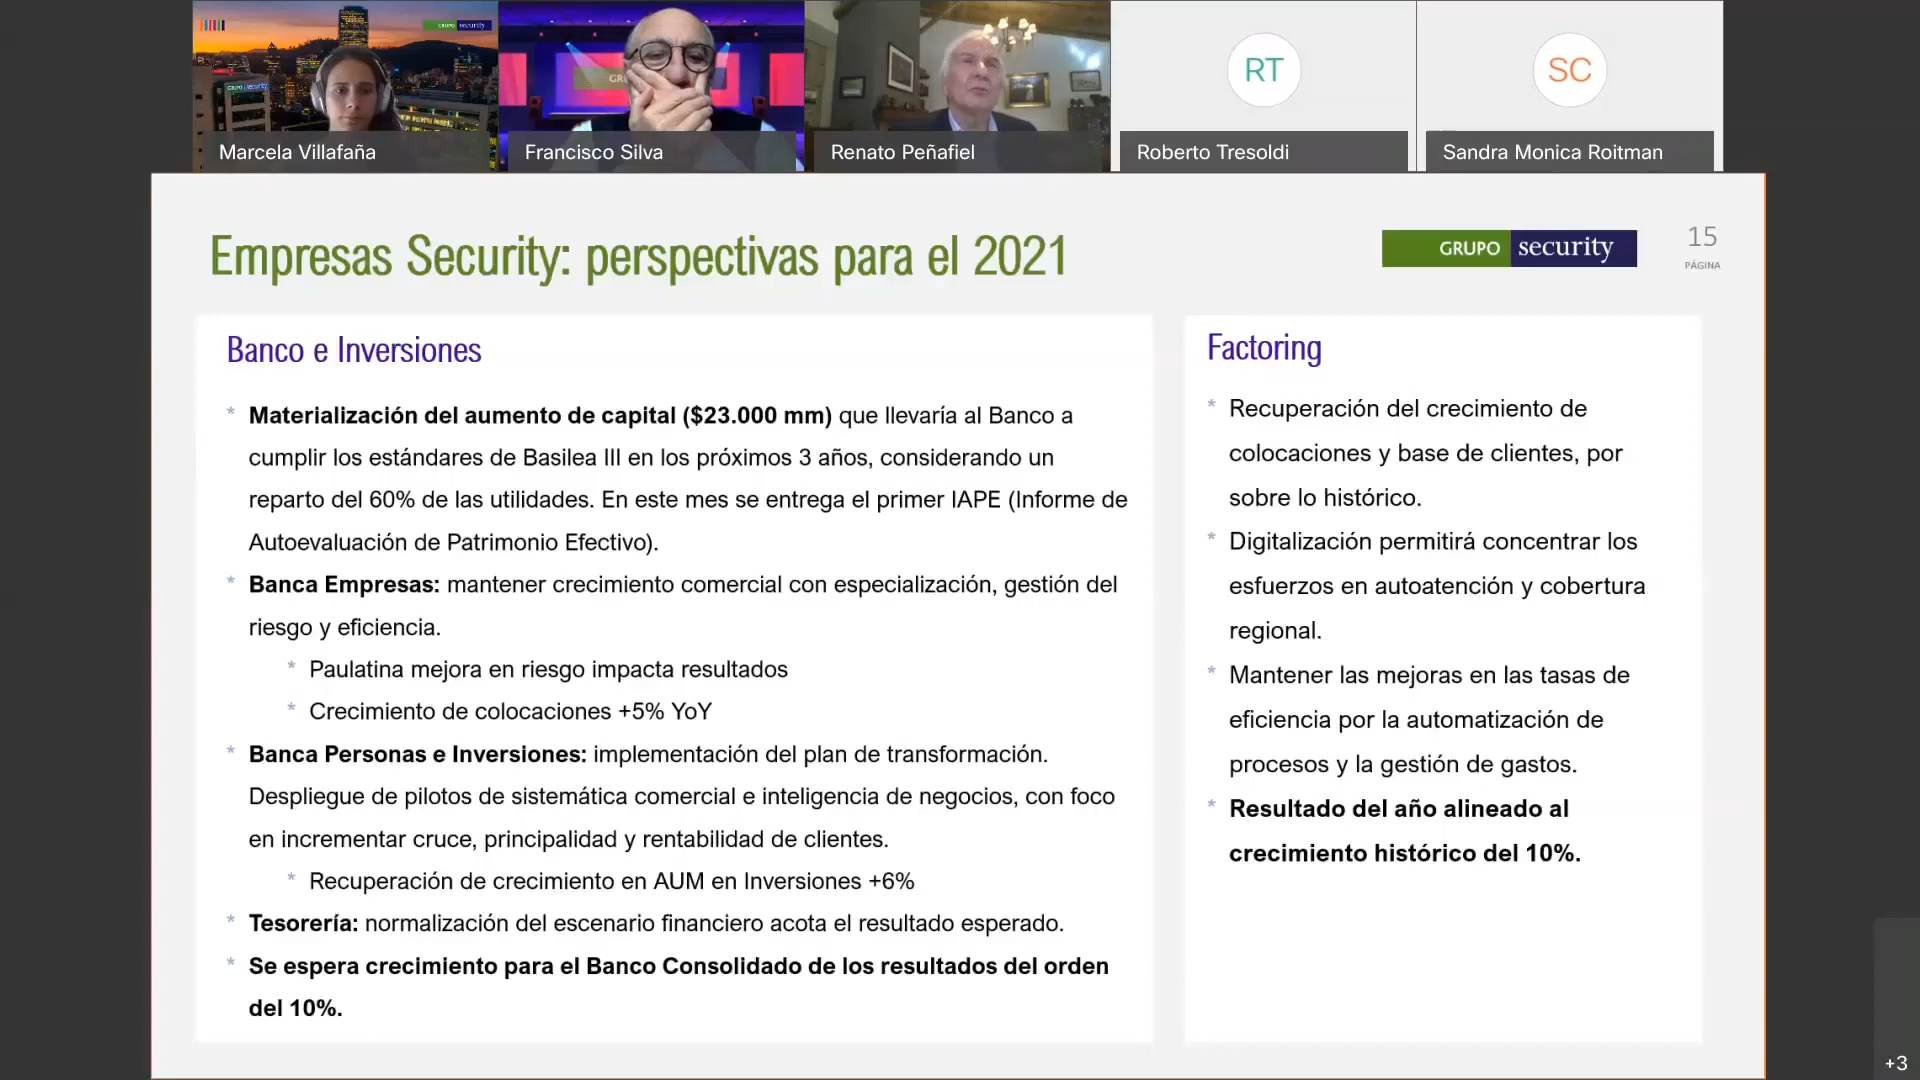 GRUPO security
GRUPO security
GRU
Marcela Villafaña
Francisco Silva
Renato Peñafiel
RT
Roberto Tresoldi
SC
Sandra Monica Roitman
Empresas Security: perspectivas para el 2021
GRUPO security
15
PÁGINA
Banco e Inversiones
* Materialización del aumento de capital ($23.000 mm) que llevaría al Banco a
cumplir los estándares de Basilea III en los próximos 3 años, considerando un
reparto del 60% de las utilidades. En este mes se entrega el primer IAPE (Informe de
Autoevaluación de Patrimonio Efectivo).
* Banca Empresas: mantener crecimiento comercial con especialización, gestión del
riesgo y eficiencia.
* Paulatina mejora en riesgo impacta resultados
* Crecimiento de colocaciones +5% YoY
* Banca Personas e Inversiones: implementación del plan de transformación.
Despliegue de pilotos de sistemática comercial e inteligencia de negocios, con foco
en incrementar cruce, principalidad y rentabilidad de clientes.
* Recuperación de crecimiento en AUM en Inversiones +6%
* Tesorería: normalización del escenario financiero acota el resultado esperado.
* Se espera crecimiento para el Banco Consolidado de los resultados del orden
del 10%.
Factoring
* Recuperación del crecimiento de
colocaciones y base de clientes, por
sobre lo histórico.
* Digitalización permitirá concentrar los
esfuerzos en autoatención y cobertura
regional.
* Mantener las mejoras en las tasas de
eficiencia por la automatización de
procesos y la gestión de gastos.
* Resultado del año alineado al
crecimiento histórico del 10%.
+3